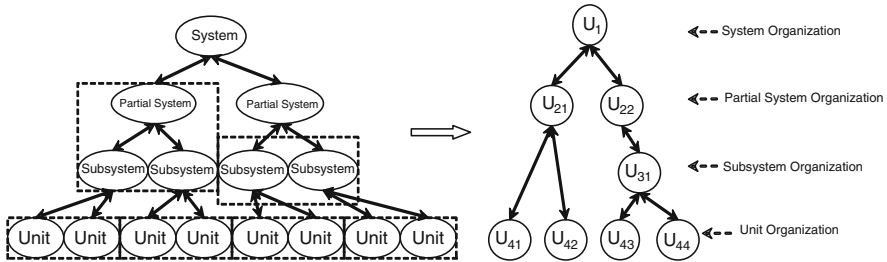 System
Partial System Partial System
Subsystem Subsystem Subsystem Subsystem
Unit Unit Unit Unit Unit Unit Unit Unit
U1
System Organization
U21 U22
Partial System Organization
U31
Subsystem Organization
U41 U42 U43 U44
Unit Organization